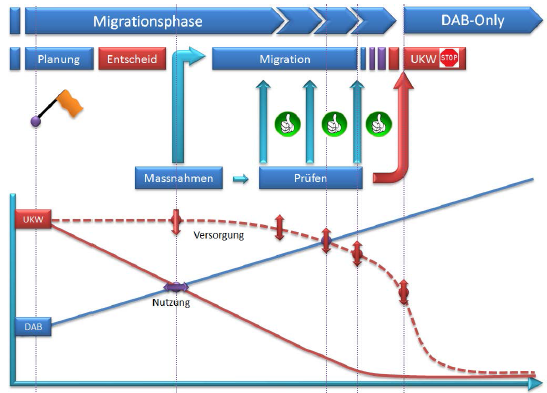 Migrationsphase
DAB-Only
Planung
Entscheid
Migration
UKW STOP
Massnahmen
Prüfen
UKW
Versorgung
Nutzung
DAB